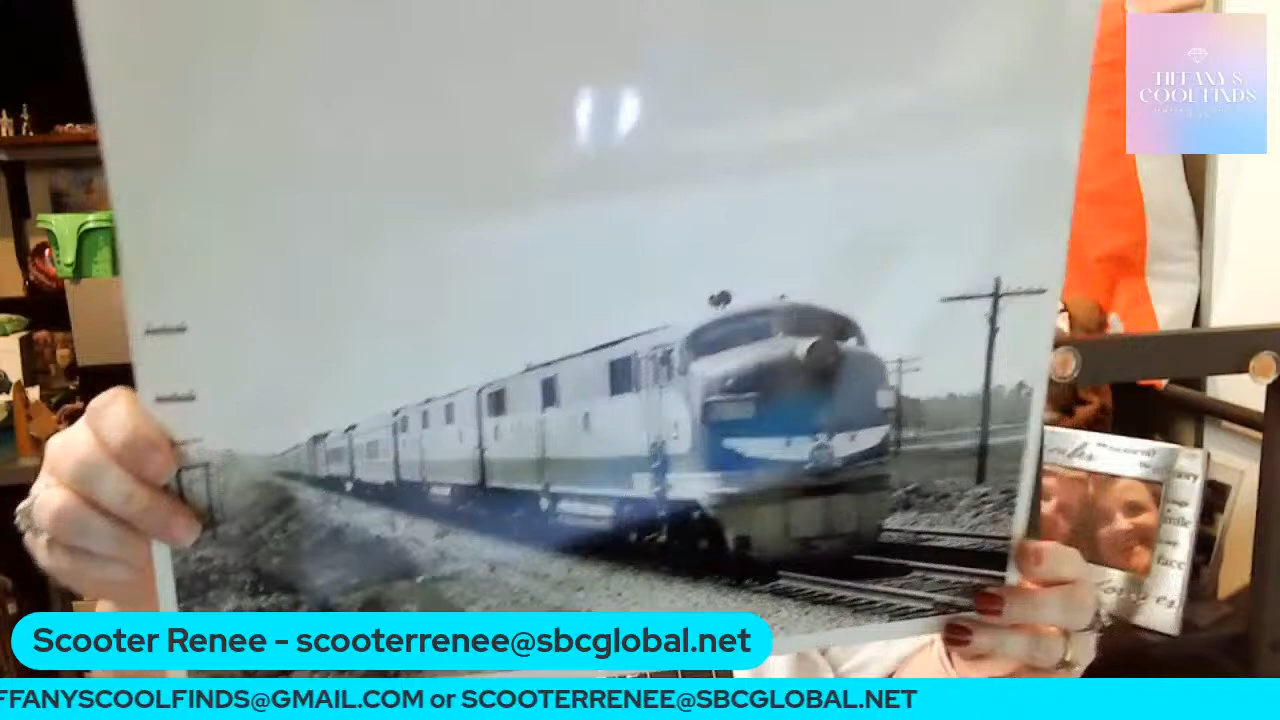 TIFFANY'S
COOL FINDS
Scooter Renee - scooterrenee@sbcglobal.net
FFANYSCOOLFINDS@GMAIL.COM or SCOOTERRENEE@SBCGLOBAL.NET